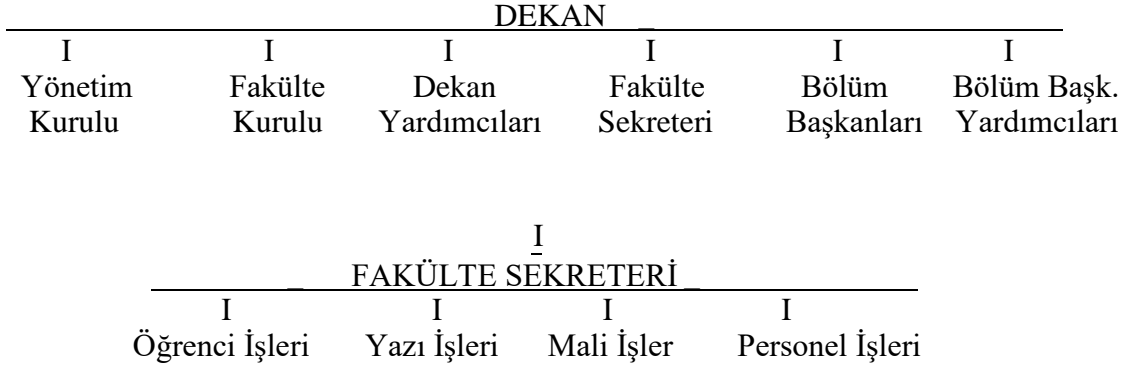 DEKAN _
I I I I I I
Yönetim Fakülte Dekan Fakülte Bölüm Bölüm Başk.
Kurulu Kurulu Yardımcıları Sekreteri Başkanları Yardımcıları
I
_ FAKÜLTE SEKRETERİ _
I I I I
Öğrenci İşleri Yazı İşleri Mali İşler Personel İşleri